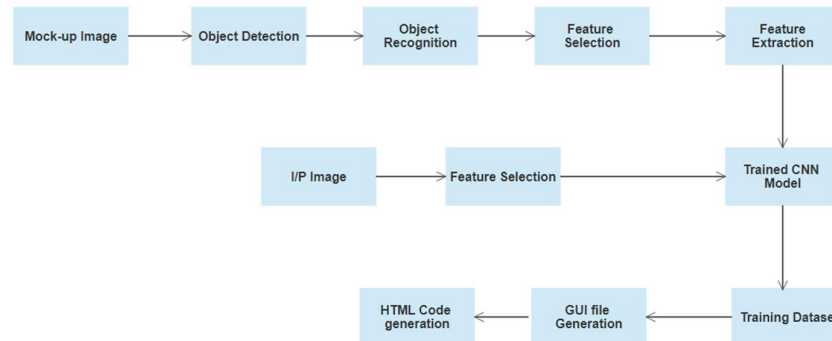 Mock-up Image
Object Detection
Object
Recognition
Feature
Selection
Feature
Extraction
I/P Image
Feature Selection
Trained CNN
Model
HTML Code
generation
GUI file
Generation
Training Dataset